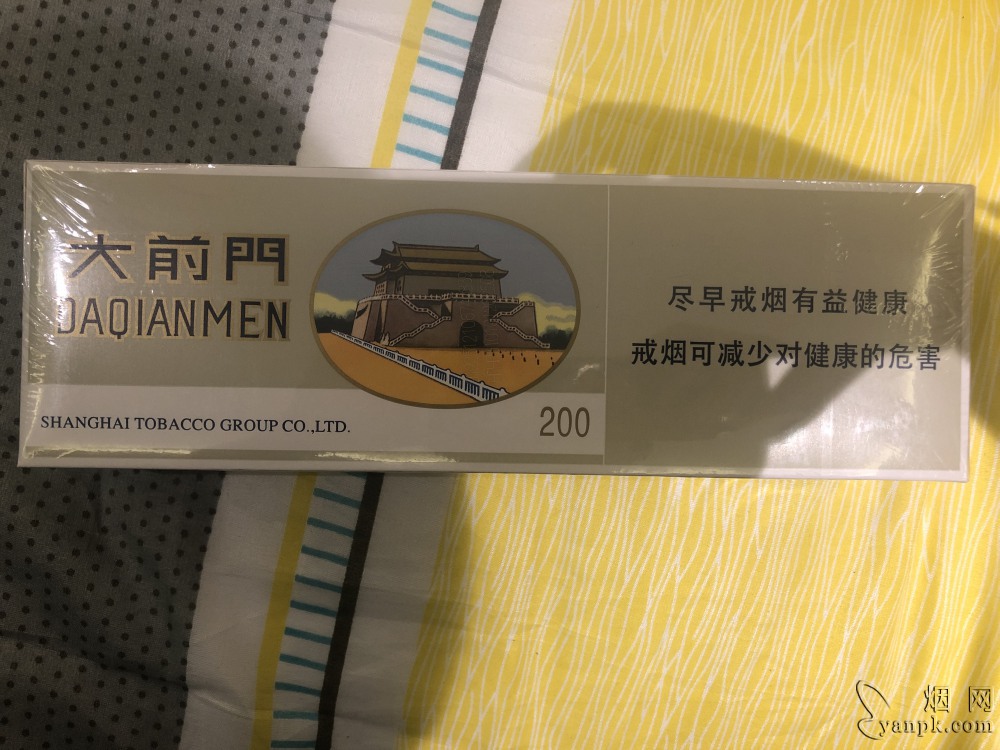 大前門
DAQIANMEN
SHANGHAI TOBACCO GROUP CO.,LTD.
200
尽早戒烟有益健康
戒烟可减少对健康的危害
烟网
yanpk.com